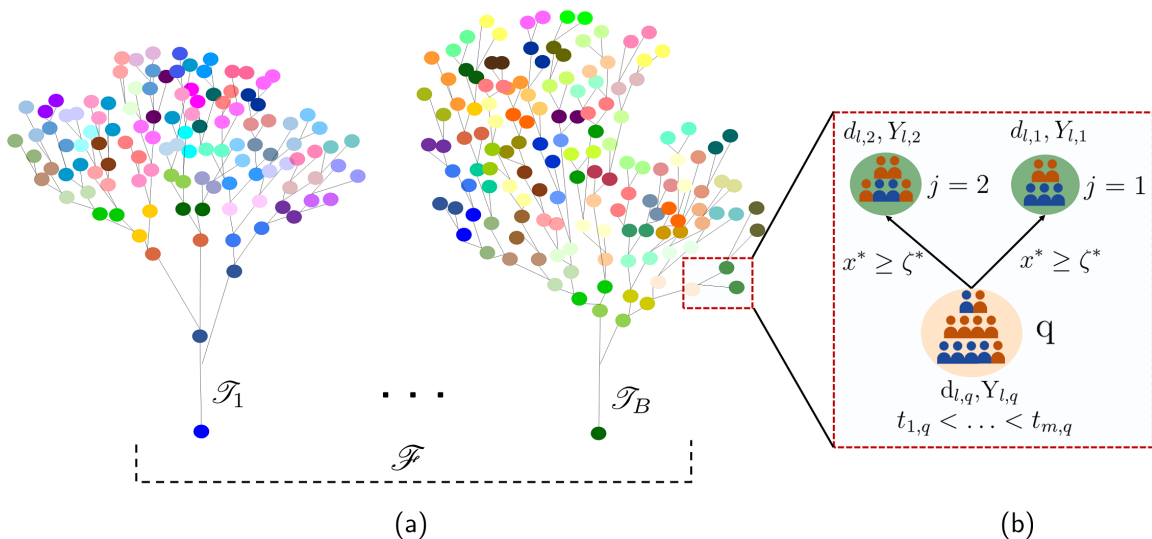 d_{l,2}, Y_{l,2}
d_{l,1}, Y_{l,1}
j = 2
j = 1
x* ≥ ζ*
x* ≥ ζ*
q
d_{l,q},Y_{l,q}
t_{1,q} < ... < t_{m,q}
𝒯_1
. . .
𝒯_B
ℱ
(a)
(b)